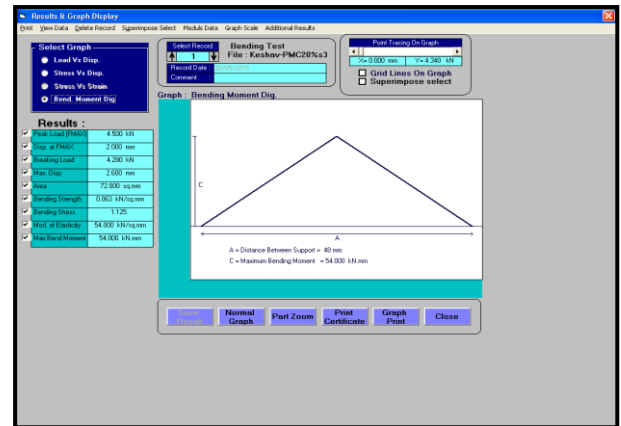 Results & Graph Display
Print View Data Delete Record Superimpose Select Moduls Data Graph Scale Additional Results
Select Graph
Load Vs Disp.
Stress Vs Disp.
Stress Vs Strain
Bend. Moment Dig
Select Record
1
Bending Test
File : Keshav-PMC20%s3
Record Date
Comment :
Point Tracing On Graph
X= 0.000 mm Y= 4.340 kN
Grid Lines On Graph
Superimpose select
Graph : Bending Moment Dig.
Results :
Peak Load (FMAX) 4.500 kN
Disp. at FMAX 2.000 mm
Breaking Load 4.280 kN
Max. Disp. 2.600 mm
Area 72.000 sq.mm
Bending Strength 0.063 kN/sq.mm
Bending Stress 1.125
Mod. of Elasticity 54.000 kN/sq.mm
Max Bend.Moment 54.000 kN.mm
C
A
A = Distance Between Support = 48 mm
C = Maximum Bending Moment = 54.000 kN.mm
Save Result
Normal Graph
Part Zoom
Print Certificate
Graph Print
Close